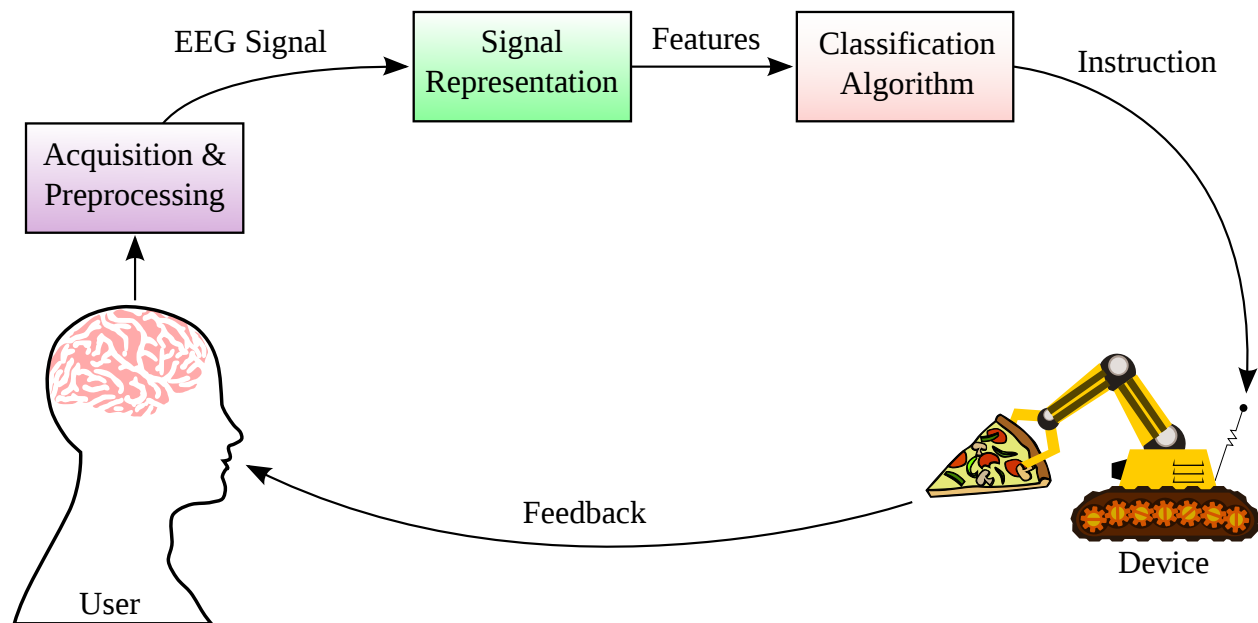 EEG Signal
Signal
Representation
Features
Classification
Algorithm
Instruction
Acquisition &
Preprocessing
Feedback
Device
User